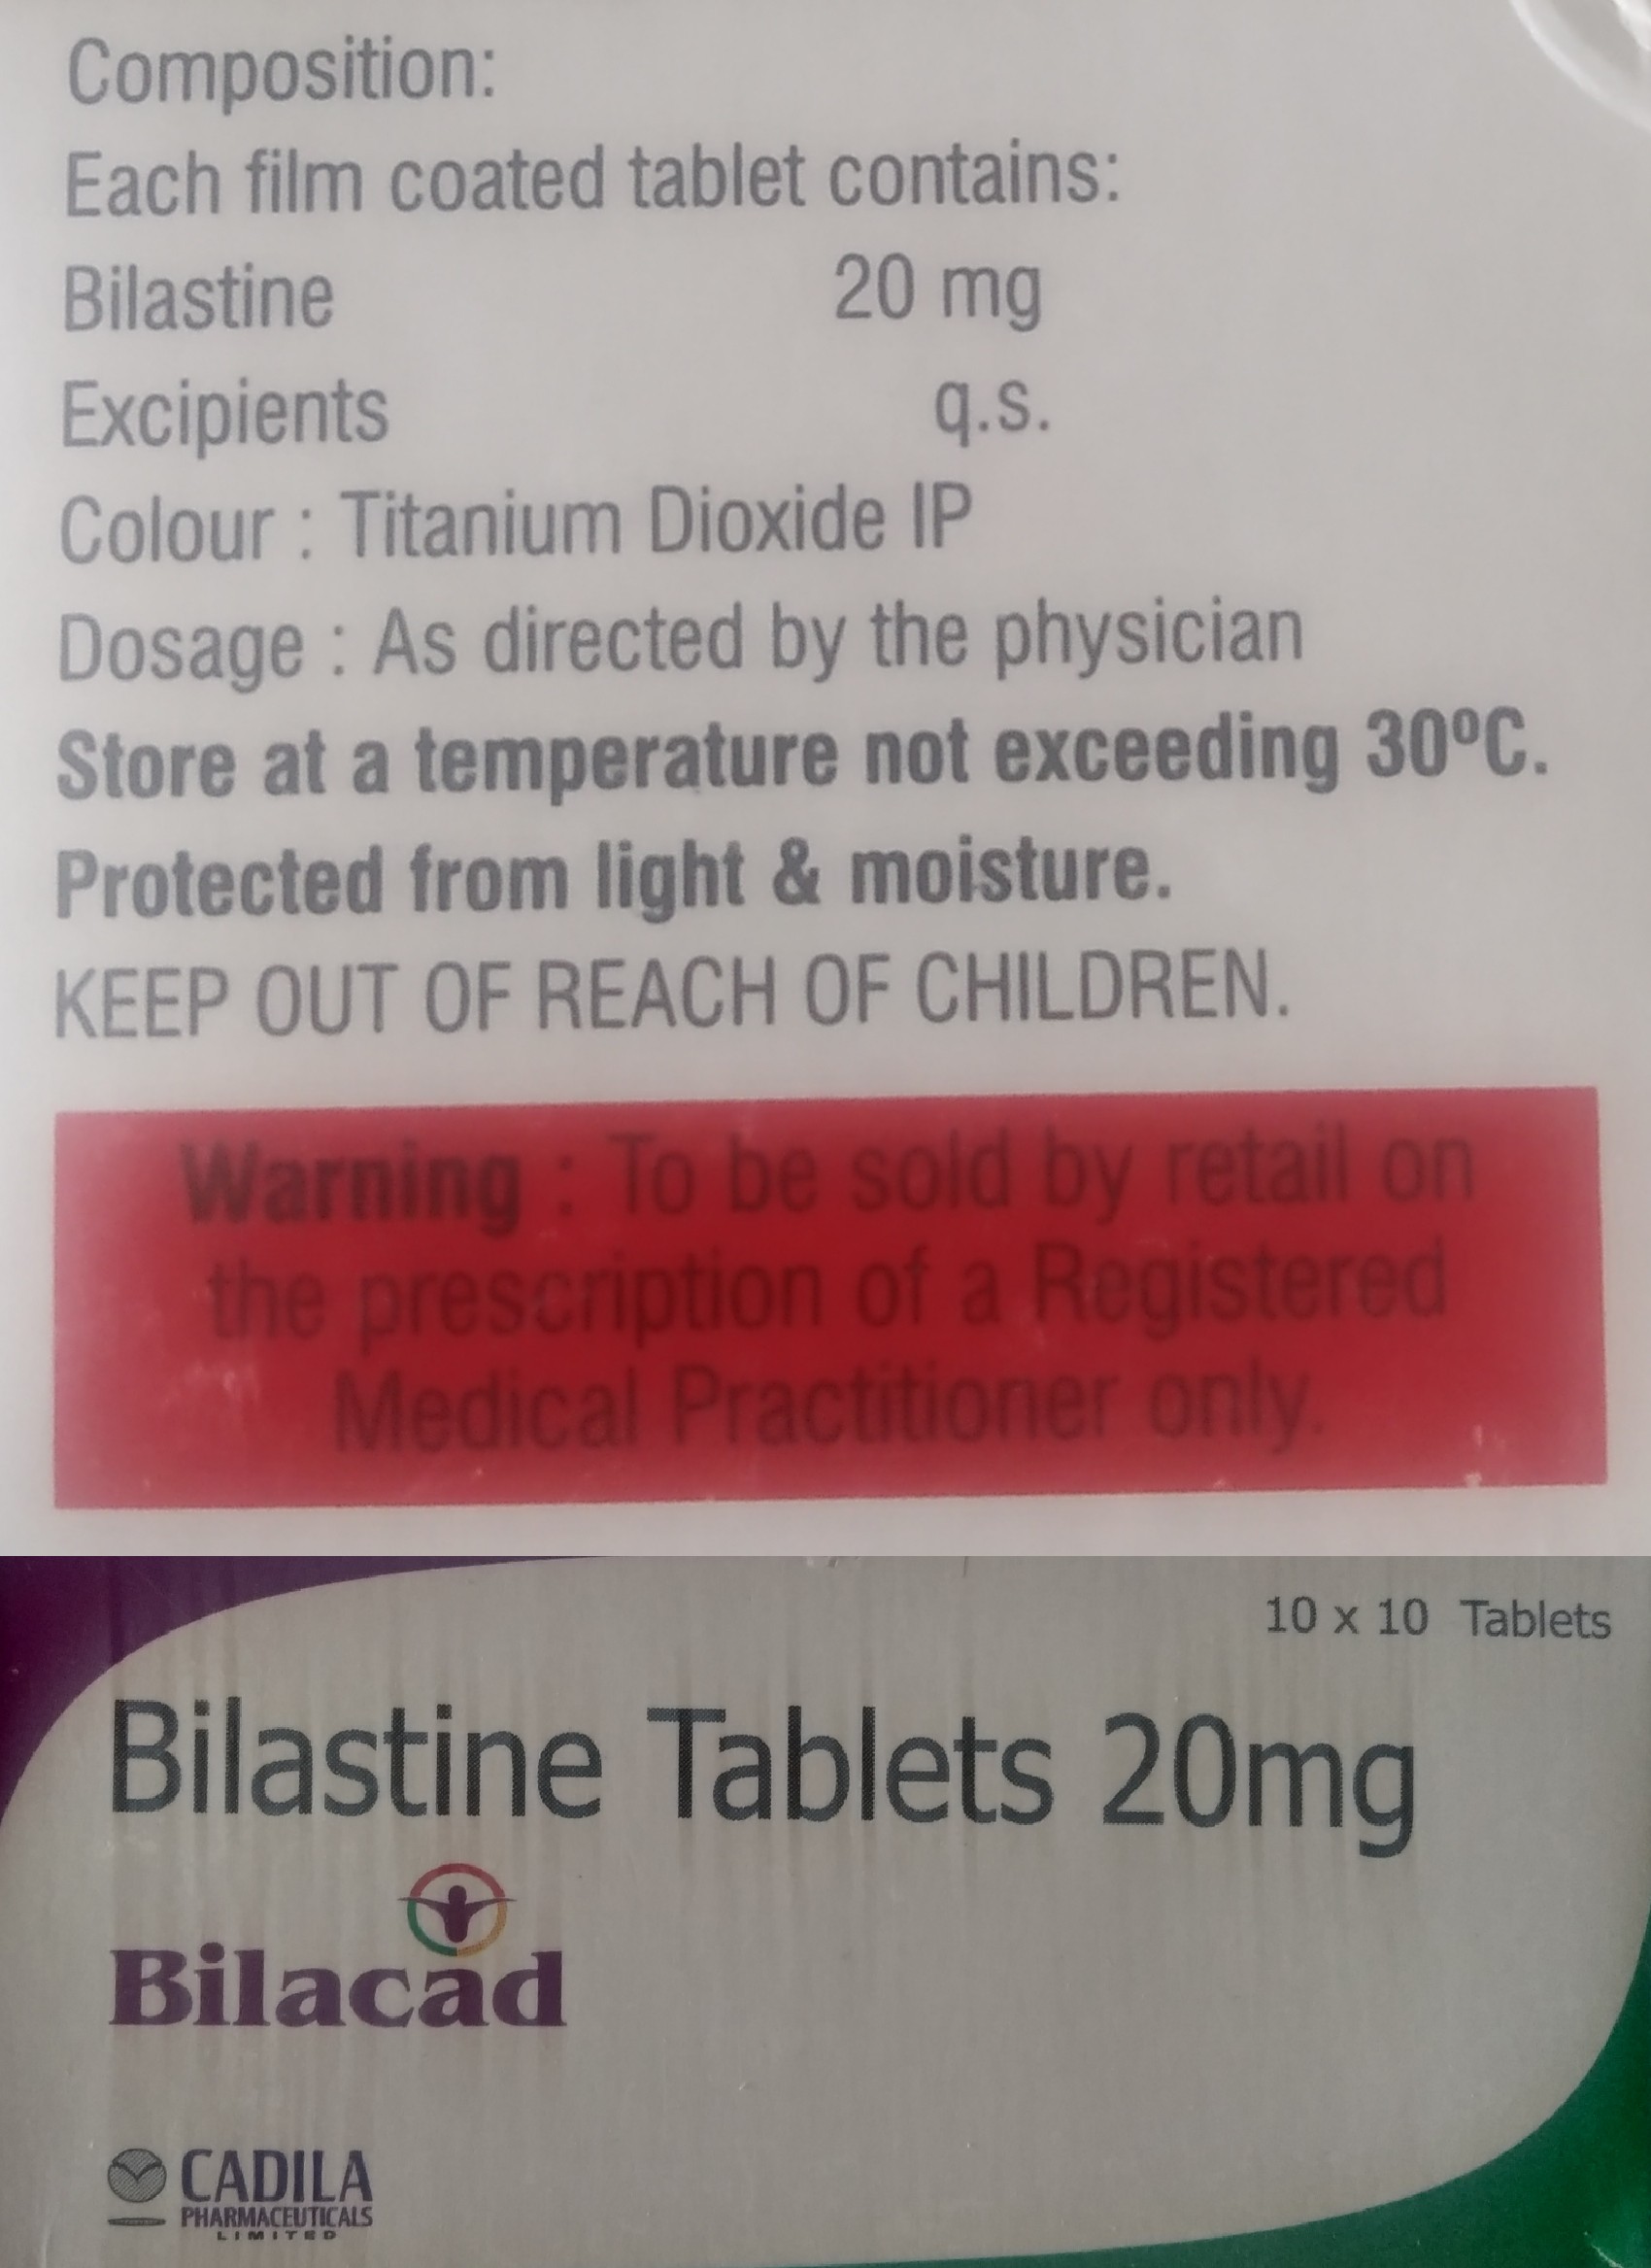 Composition:
Each film coated tablet contains:
Bilastine 20 mg
Excipients q.s.
Colour : Titanium Dioxide IP
Dosage : As directed by the physician
Store at a temperature not exceeding 30ºC.
Protected from light & moisture.
KEEP OUT OF REACH OF CHILDREN.
Warning : To be sold by retail on
the prescription of a Registered
Medical Practitioner only.
10 x 10 Tablets
Bilastine Tablets 20mg
Bilacad
CADILA
PHARMACEUTICALS
LIMITED